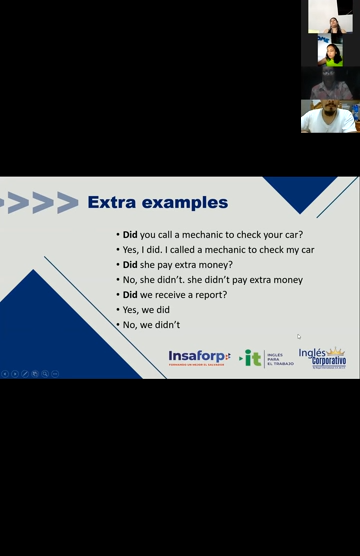 Extra examples
• Did you call a mechanic to check your car?
• Yes, I did. I called a mechanic to check my car
• Did she pay extra money?
• No, she didn't. she didn't pay extra money
• Did we receive a report?
• Yes, we did
• No, we didn't
Insaforp
it
INGLÉS
PARA
EL TRABAJO
Inglés
Corporativo